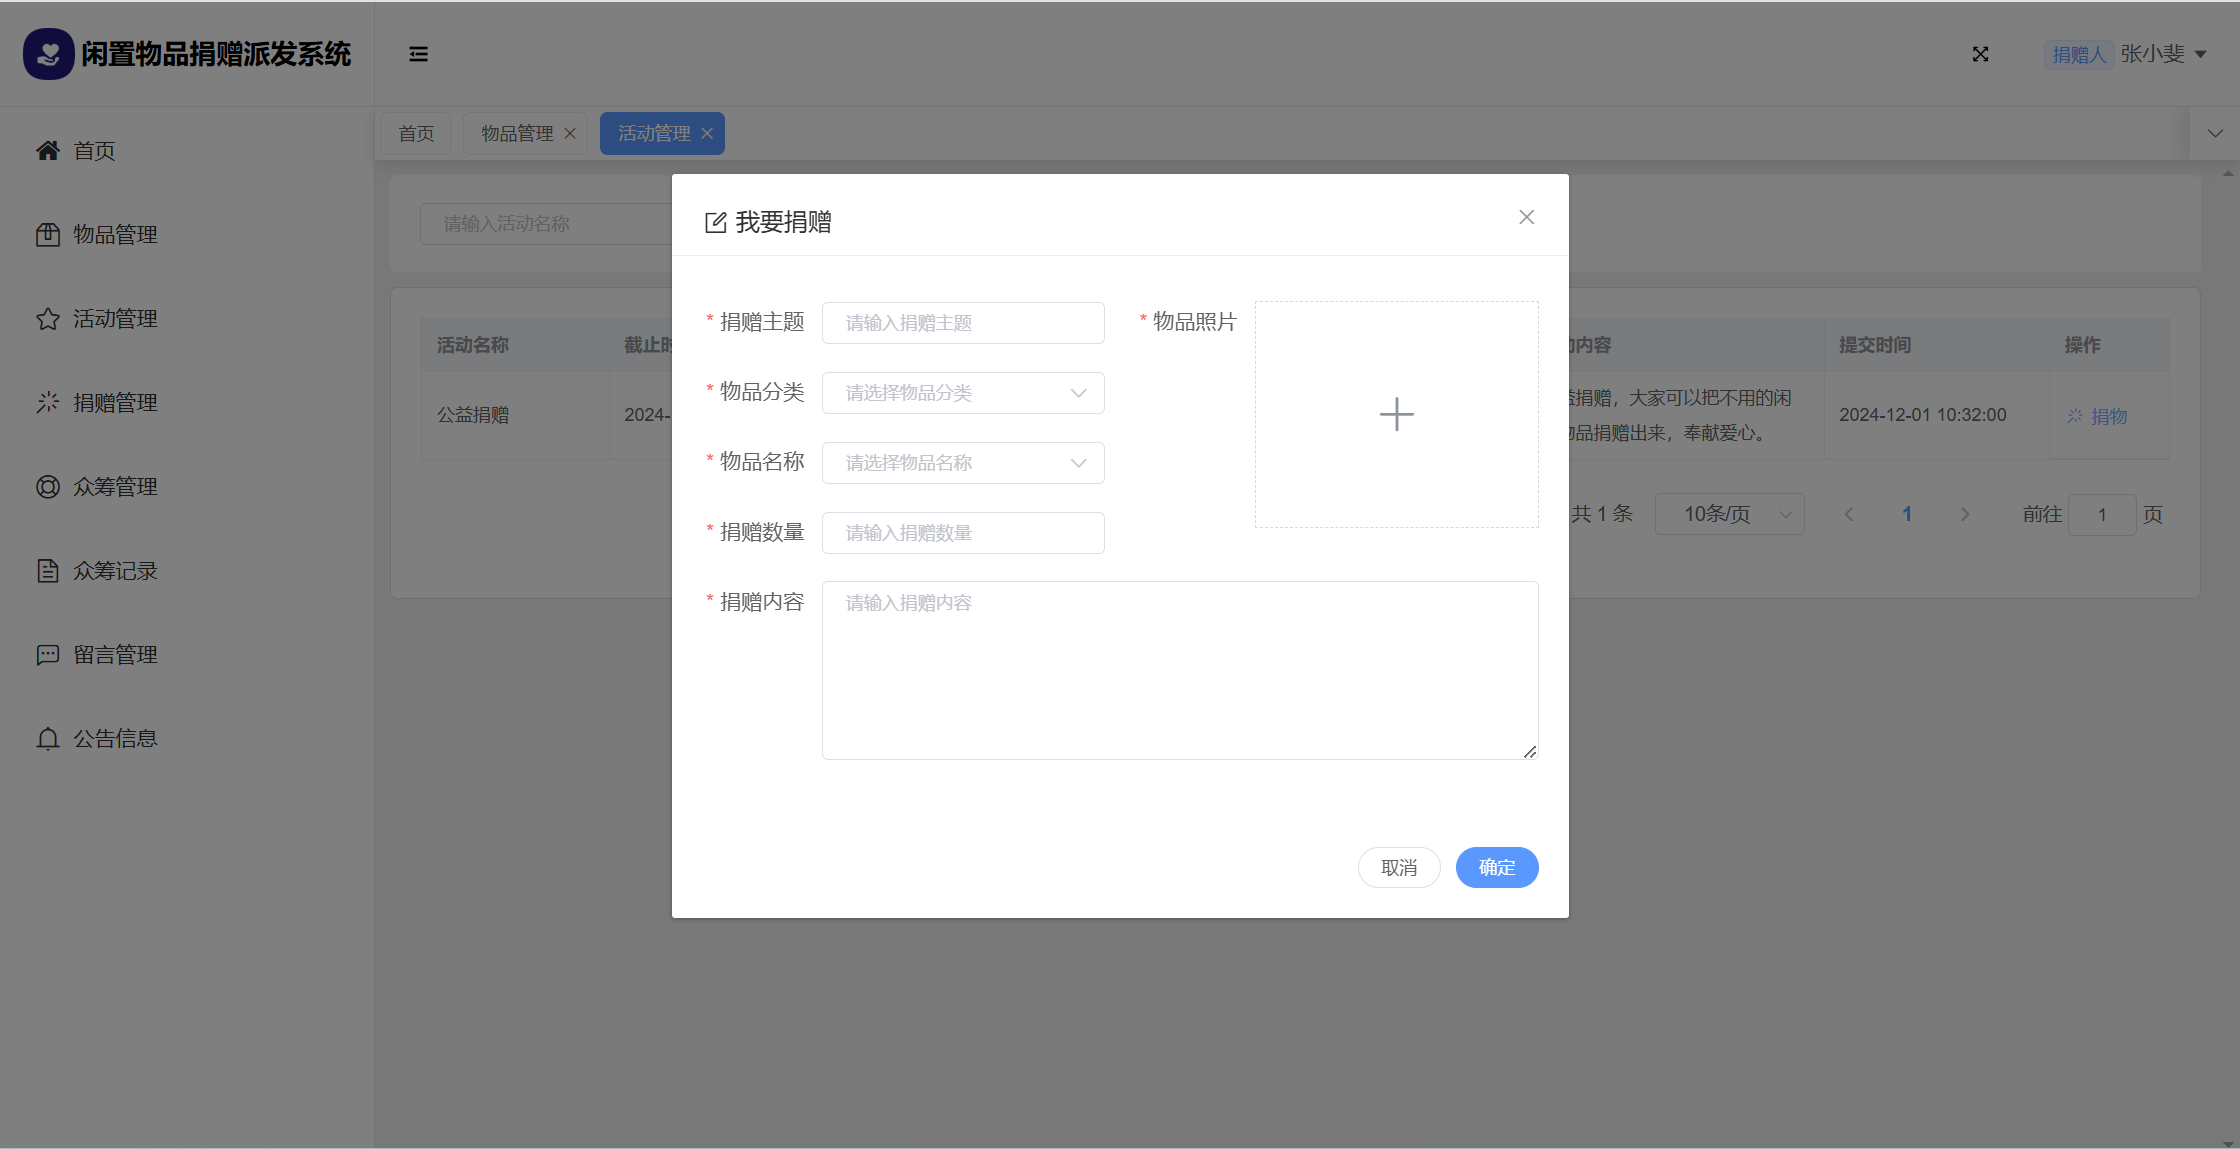 闲置物品捐赠派发系统
捐赠人 张小斐
首页
物品管理
活动管理
捐赠管理
众筹管理
众筹记录
留言管理
公告信息
首页 物品管理 活动管理
请输入活动名称
活动名称 截止 内容 提交时间 操作
公益捐赠 2024- 捐赠，大家可以把不用的闲 2024-12-01 10:32:00 捐物
品捐赠出来，奉献爱心。
共 1 条 10条/页 1 前往 1 页
我要捐赠
* 捐赠主题 请输入捐赠主题
* 物品照片
* 物品分类 请选择物品分类
* 物品名称 请选择物品名称
* 捐赠数量 请输入捐赠数量
* 捐赠内容 请输入捐赠内容
取消 确定